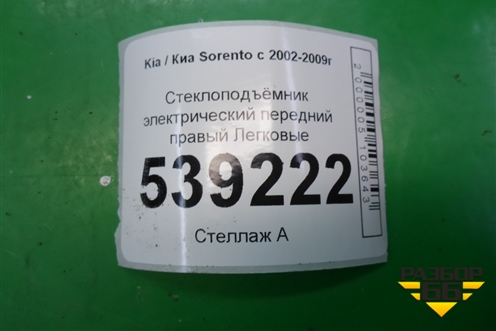 Kia / Киа Sorento с 2002-2009г
Стеклоподъёмник
электрический передний
правый Легковые
539222
Стеллаж А
2000005103643
РАЗБОР
66